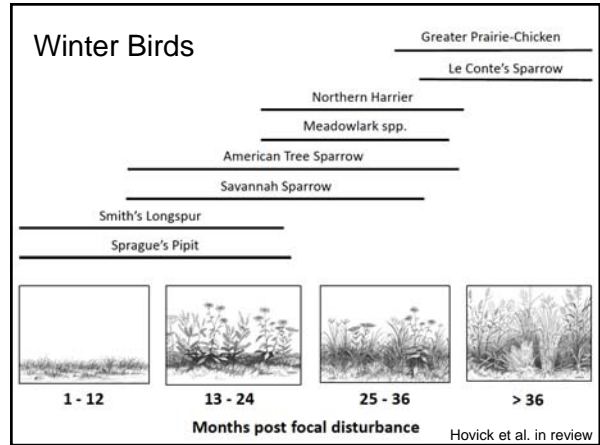 Winter Birds
Greater Prairie-Chicken
Le Conte's Sparrow
Northern Harrier
Meadowlark spp.
American Tree Sparrow
Savannah Sparrow
Smith's Longspur
Sprague's Pipit
1 - 12
13 - 24
25 - 36
> 36
Months post focal disturbance
Hovick et al. in review